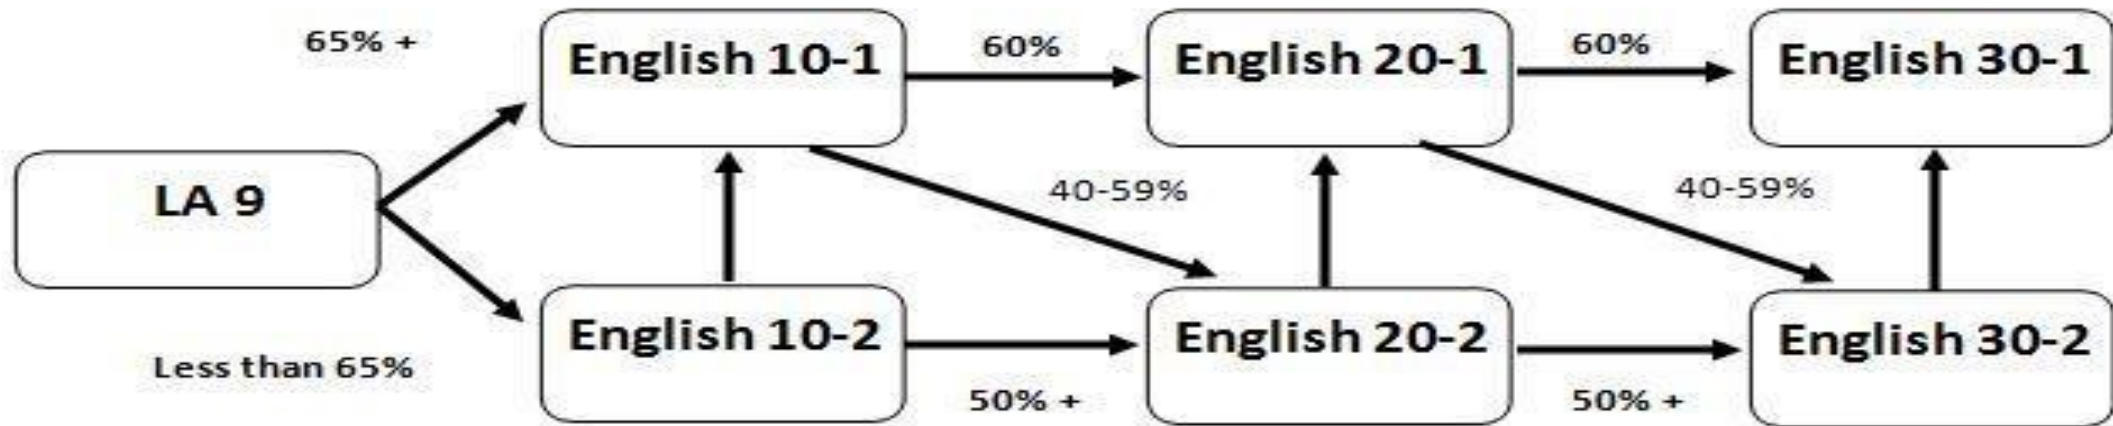 65% +
English 10-1
60%
English 20-1
60%
English 30-1
LA 9
40-59%
40-59%
Less than 65%
English 10-2
50% +
English 20-2
50% +
English 30-2